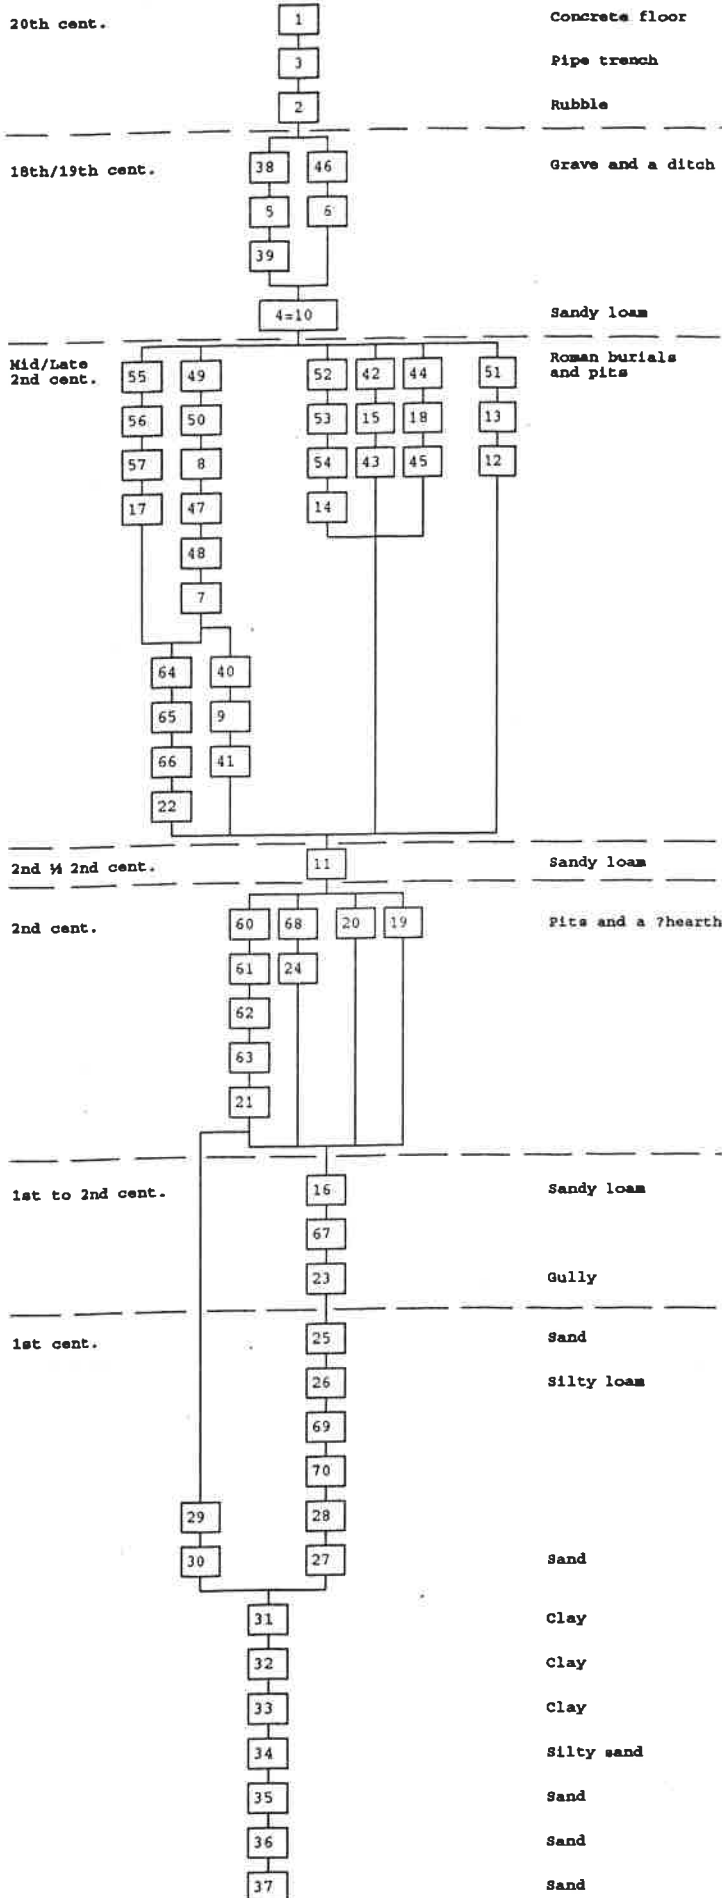 20th cent. 1 Concrete floor
3 Pipe trench
2 Rubble
18th/19th cent. 38 46 Grave and a ditch
5 6
39
4=10 Sandy loam
Mid/Late 55 49 52 42 44 51 Roman burials
2nd cent. and pits
56 50 53 15 18 13
57 8 54 43 45 12
17 47 14
48
7
64 40
65 9
66 41
22
2nd ½ 2nd cent. 11 Sandy loam
2nd cent. 60 68 20 19 Pits and a ?hearth
61 24
62
63
21
1st to 2nd cent. 16 Sandy loam
67
23 Gully
1st cent. 25 Sand
26 Silty loam
69
70
29 28
30 27 Sand
31 Clay
32 Clay
33 Clay
34 Silty sand
35 Sand
36 Sand
37 Sand